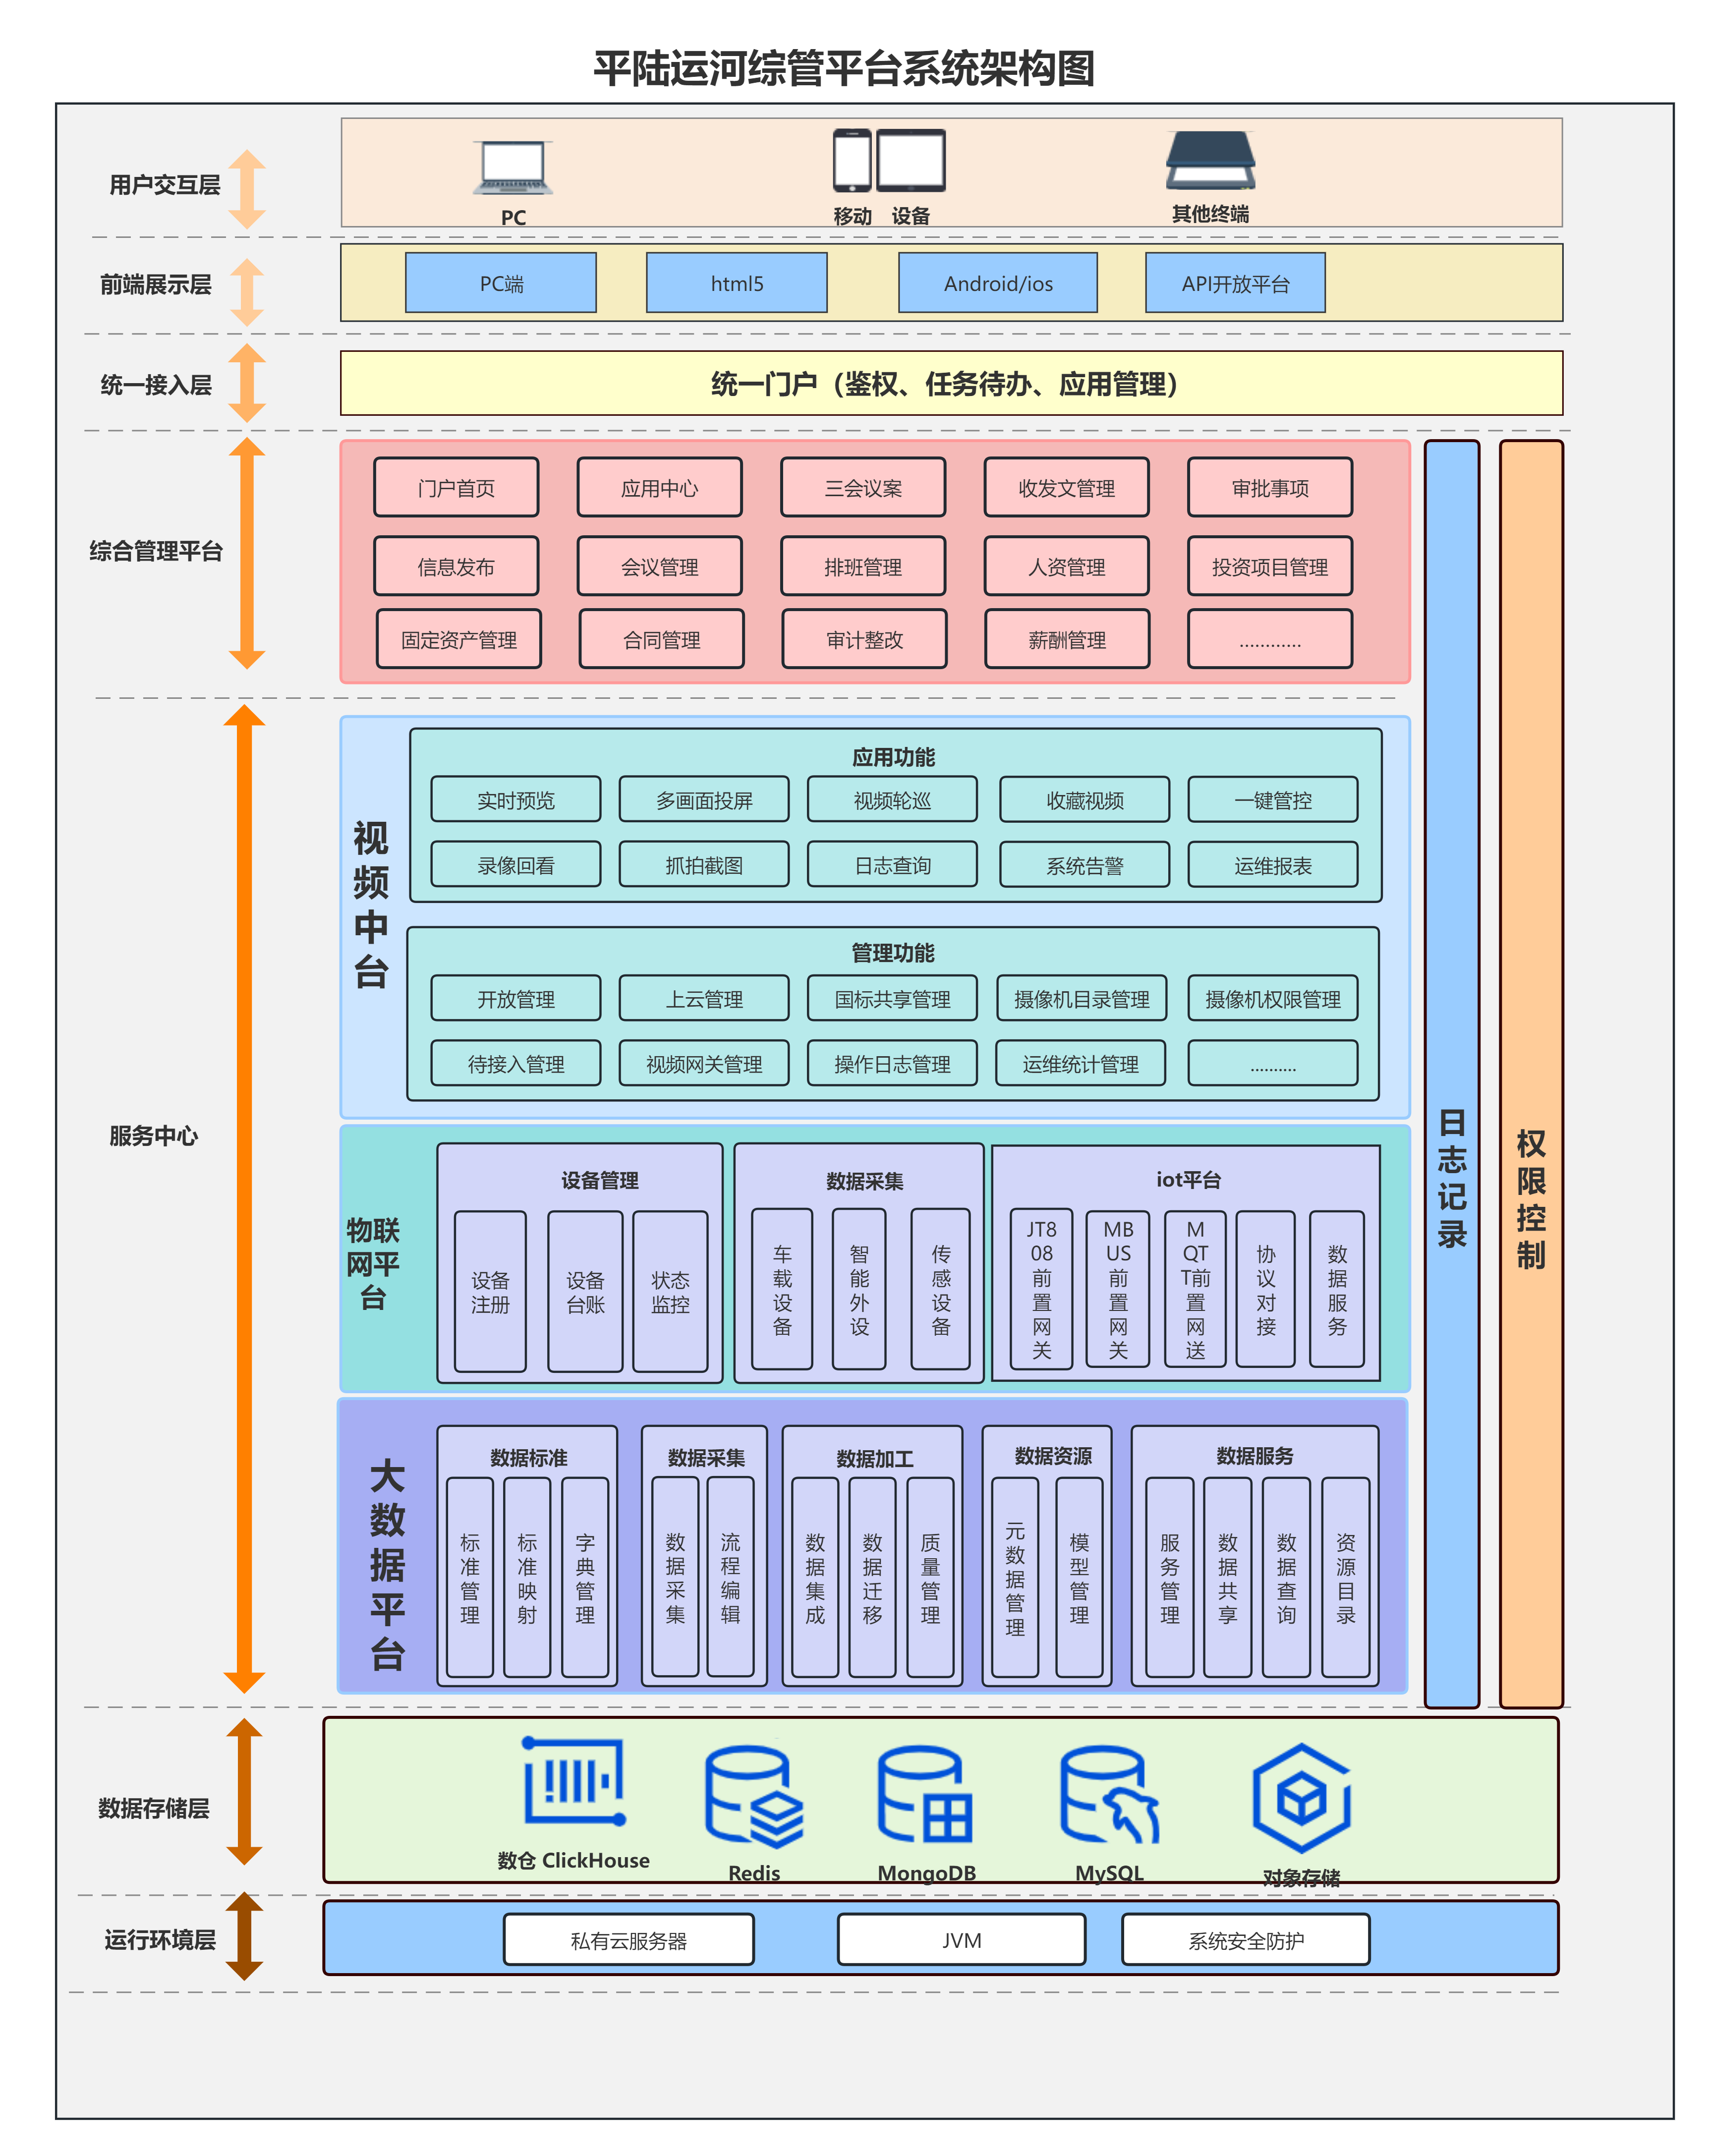 平陆运河综管平台系统架构图
用户交互层
PC
移动 设备
其他终端
前端展示层
PC端
html5
Android/ios
API开放平台
统一接入层
统一门户（鉴权、任务待办、应用管理）
综合管理平台
门户首页
应用中心
三会议案
收发文管理
审批事项
信息发布
会议管理
排班管理
人资管理
投资项目管理
固定资产管理
合同管理
审计整改
薪酬管理
............
服务中心
视
频
中
台
应用功能
实时预览
多画面投屏
视频轮巡
收藏视频
一键管控
录像回看
抓拍截图
日志查询
系统告警
运维报表
管理功能
开放管理
上云管理
国标共享管理
摄像机目录管理
摄像机权限管理
待接入管理
视频网关管理
操作日志管理
运维统计管理
.........
物联
网平
台
设备管理
设备
注册
设备
台账
状态
监控
数据采集
车
载
设
备
智
能
外
设
传
感
设
备
iot平台
JT8
08
前
置
网
关
MB
US
前
置
网
关
M
QT
T前
置
网
送
协
议
对
接
数
据
服
务
大
数
据
平
台
数据标准
标
准
管
理
标
准
映
射
字
典
管
理
数据采集
数
据
采
集
流
程
编
辑
数据加工
数
据
集
成
数
据
迁
移
质
量
管
理
数据资源
元
数
据
管
理
模
型
管
理
数据服务
服
务
管
理
数
据
共
享
数
据
查
询
资
源
目
录
日
志
记
录
权
限
控
制
数据存储层
数仓 ClickHouse
Redis
MongoDB
MySQL
对象存储
运行环境层
私有云服务器
JVM
系统安全防护